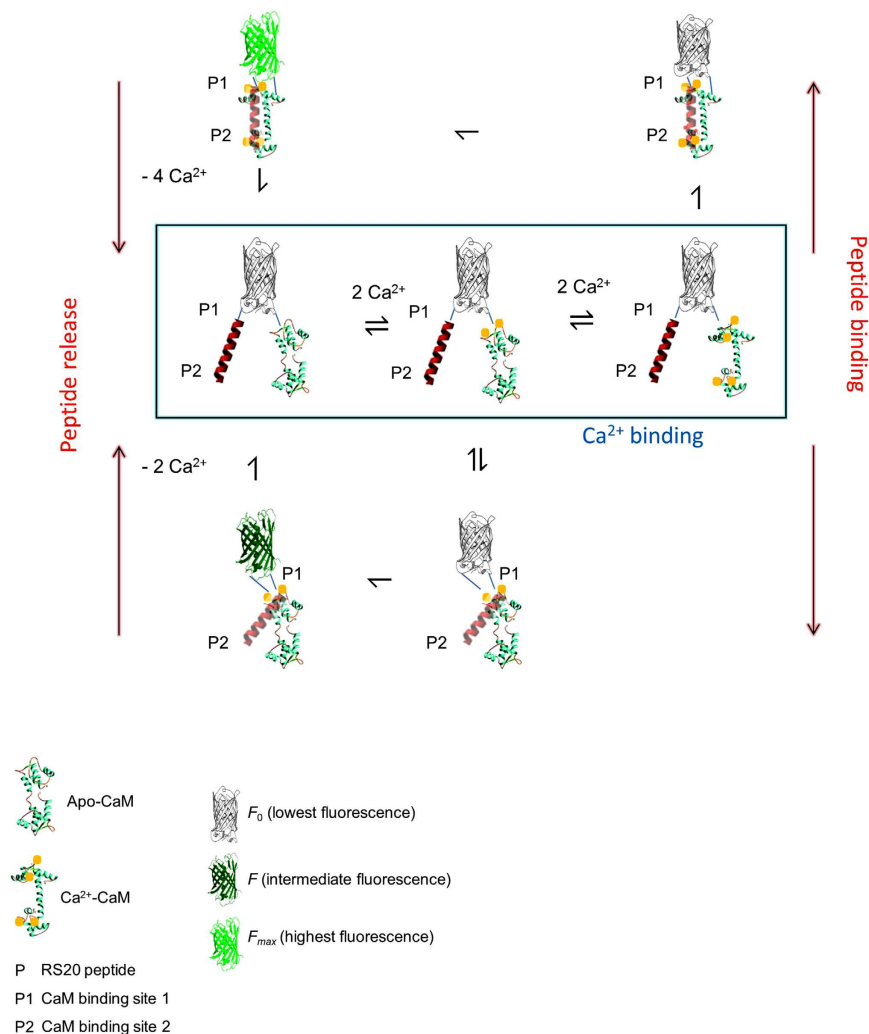 P1
P2
- 4 Ca²⁺
P1
P2
2 Ca²⁺
P1
P2
2 Ca²⁺
P1
P2
Ca²⁺ binding
Peptide release
Peptide binding
- 2 Ca²⁺
P1
P2
P1
P2
P1
P2
Apo-CaM
Ca²⁺-CaM
P RS20 peptide
P1 CaM binding site 1
P2 CaM binding site 2
F₀ (lowest fluorescence)
F (intermediate fluorescence)
Fmax (highest fluorescence)